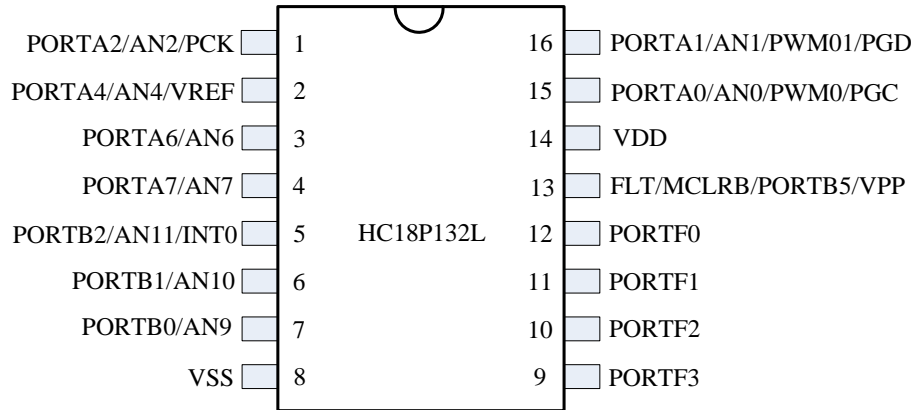 PORTA2/AN2/PCK 1 16 PORTA1/AN1/PWM01/PGD
PORTA4/AN4/VREF 2 15 PORTA0/AN0/PWM0/PGC
PORTA6/AN6 3 14 VDD
PORTA7/AN7 4 13 FLT/MCLRB/PORTB5/VPP
PORTB2/AN11/INT0 5 HC18P132L 12 PORTF0
PORTB1/AN10 6 11 PORTF1
PORTB0/AN9 7 10 PORTF2
VSS 8 9 PORTF3